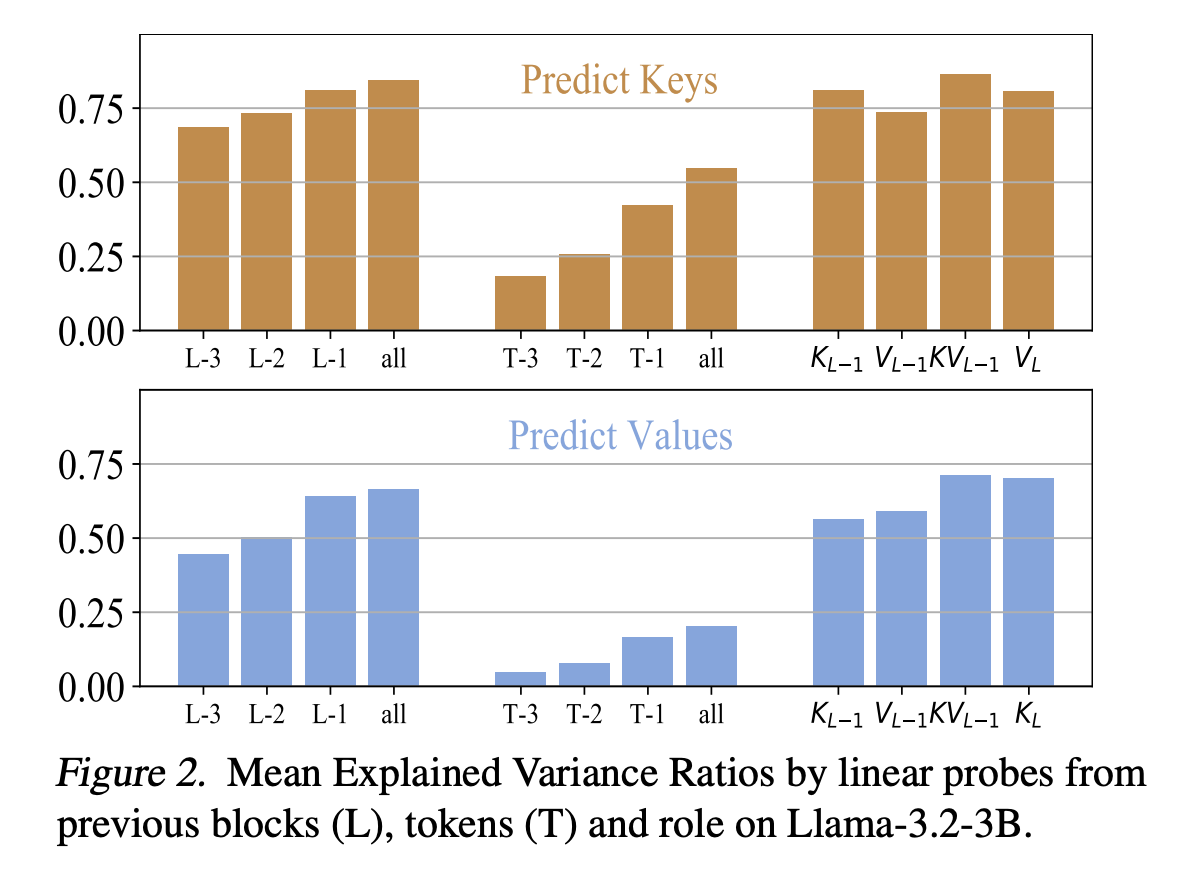 Predict Keys
0.75
0.50
0.25
0.00
L-3 L-2 L-1 all T-3 T-2 T-1 all K_{L−1} V_{L−1} KV_{L−1} V_L
Predict Values
0.75
0.50
0.25
0.00
L-3 L-2 L-1 all T-3 T-2 T-1 all K_{L−1} V_{L−1} KV_{L−1} K_L
Figure 2. Mean Explained Variance Ratios by linear probes from
previous blocks (L), tokens (T) and role on Llama-3.2-3B.